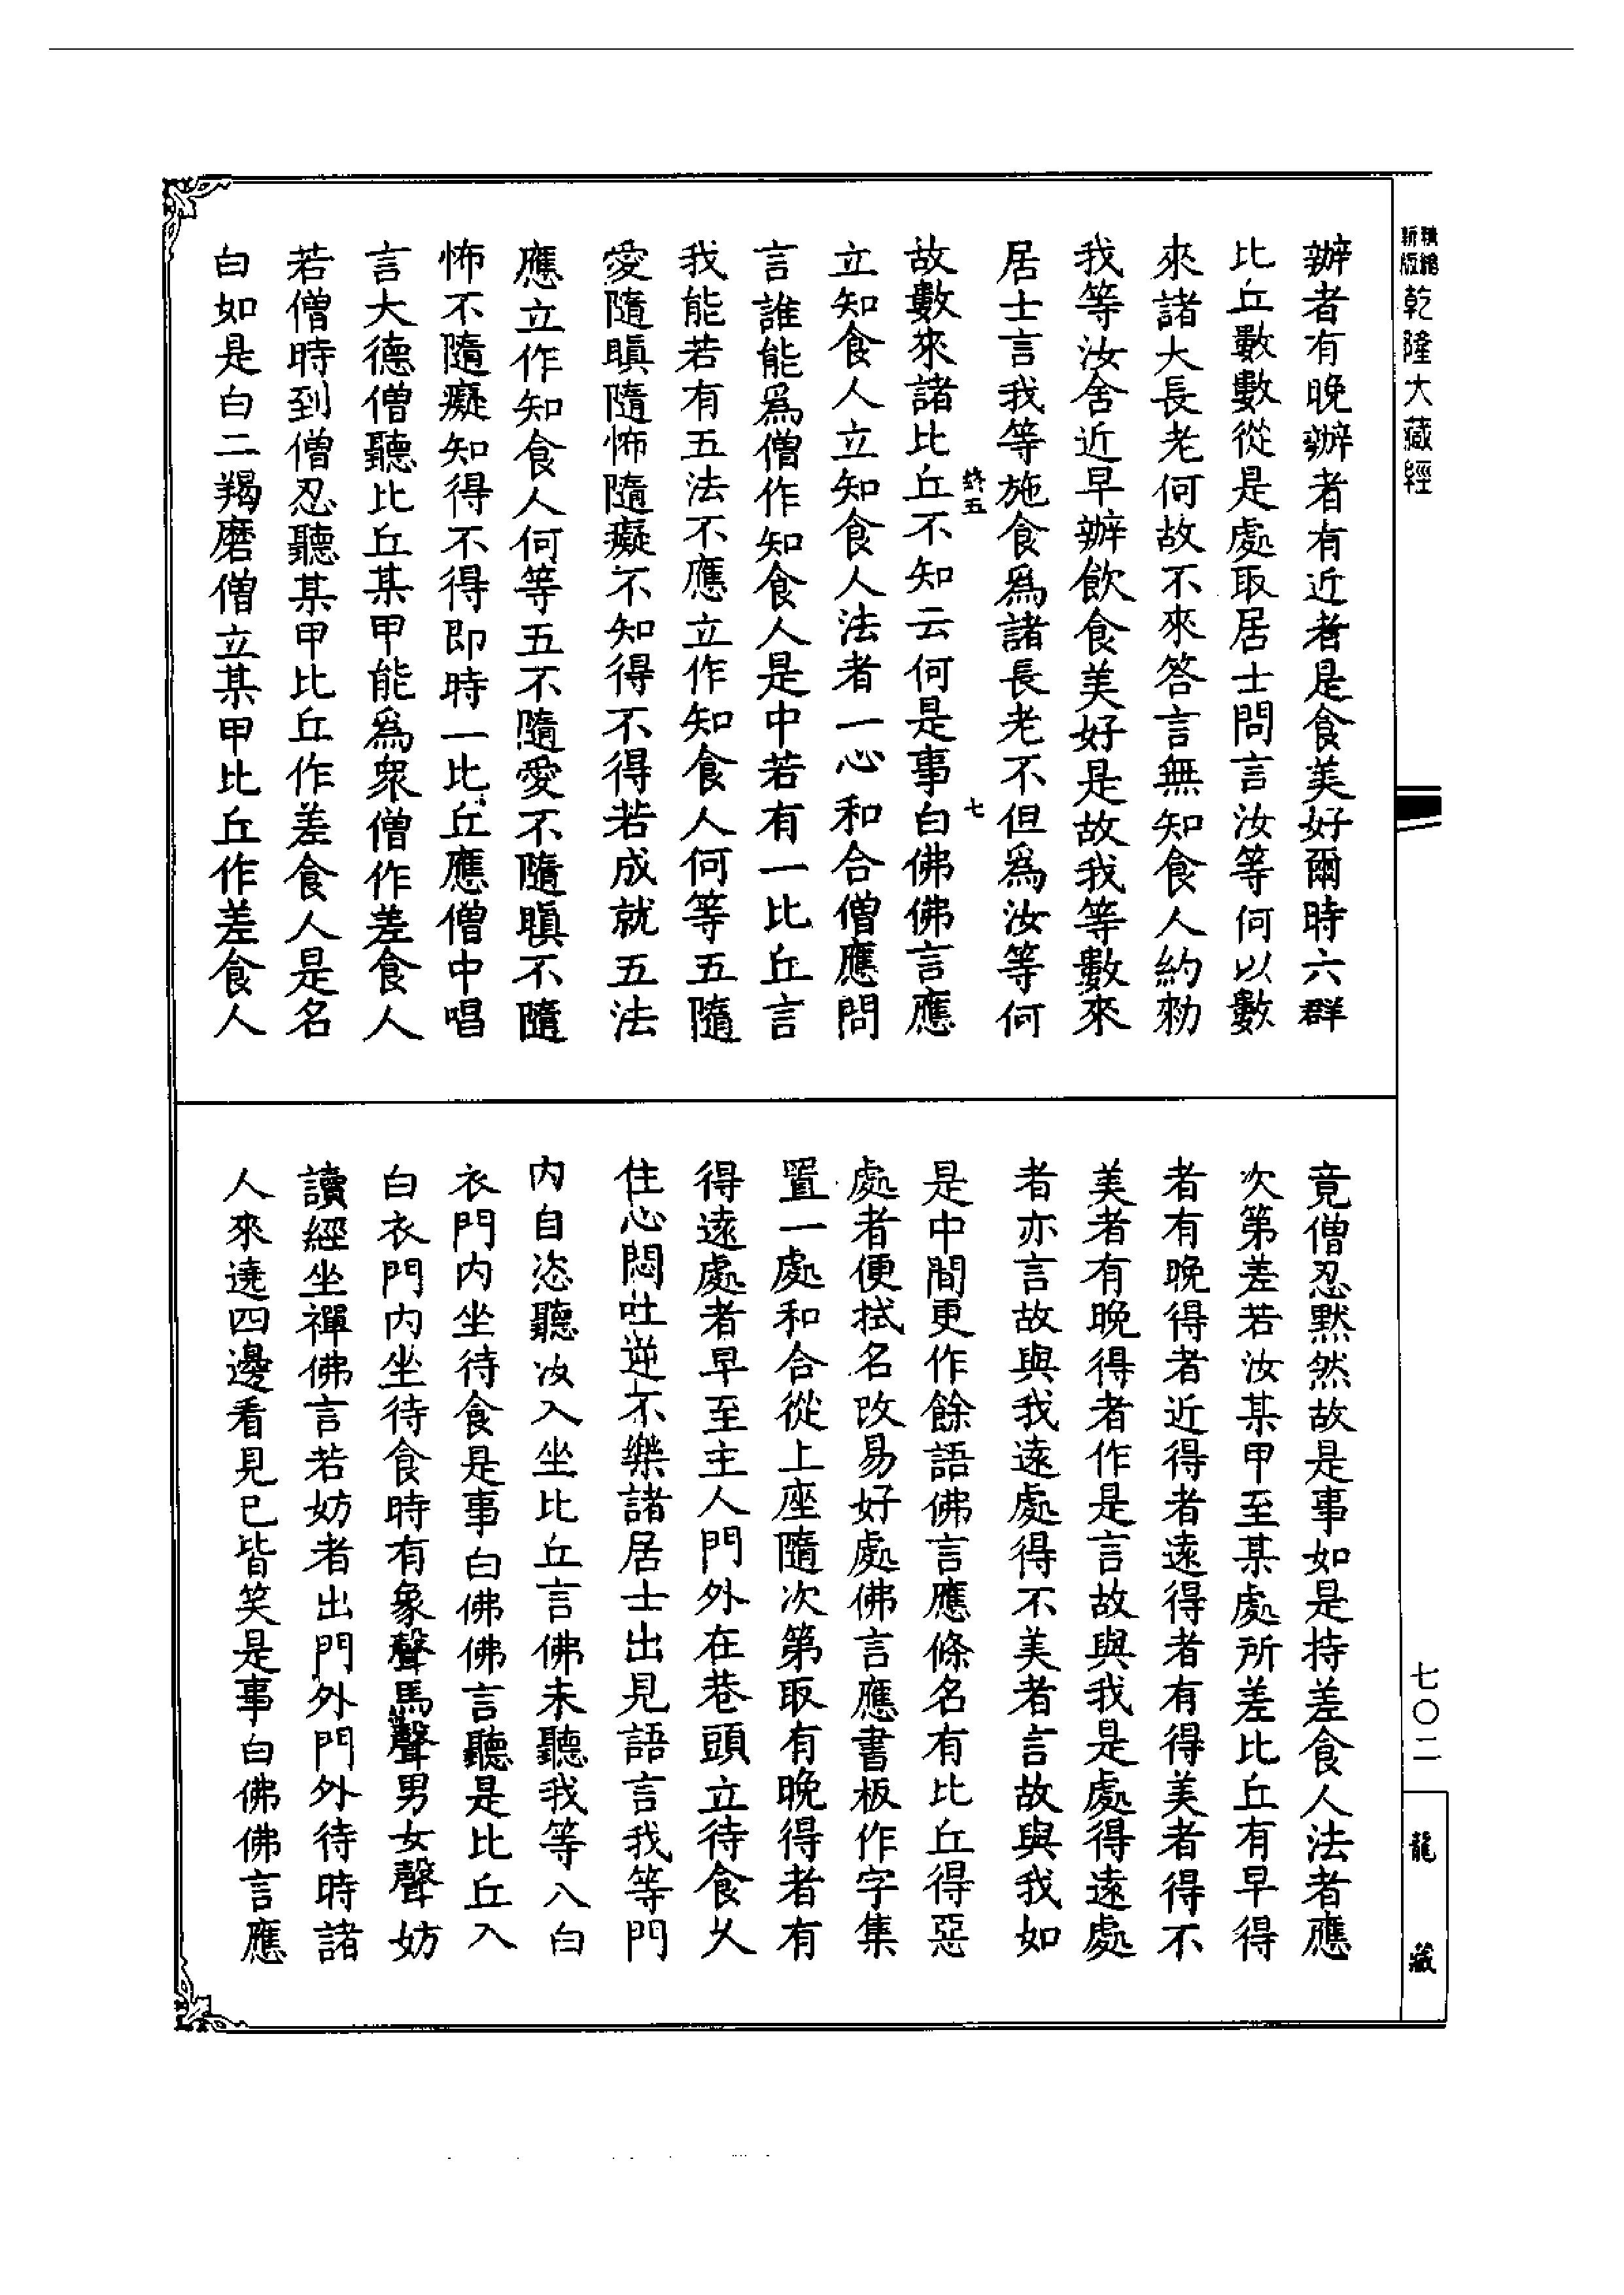 精縮
新版
乾隆大藏經
七〇二
龍藏
辦者有晚辦者有近者是食美好爾時六群
比丘數數從是處取居士問言汝等何以數
來諸大長老何故不來答言無知食人約勑
我等汝舍近早辦飲食美好是故我等數來
居士言我等施食爲諸長老不但爲汝等何
終五
七
故數來諸比丘不知云何是事白佛佛言應
立知食人立知食人法者一心和合僧應問
言誰能爲僧作知食人是中若有一比丘言
我能若有五法不應立作知食人何等五隨
愛隨瞋隨怖隨癡不知得不得若成就五法
應立作知食人何等五不隨愛不隨瞋不隨
怖不隨癡知得不得即時一比丘應僧中唱
言大德僧聽比丘某甲能爲衆僧作差食人
若僧時到僧忍聽某甲比丘作差食人是名
白如是白二羯磨僧立某甲比丘作差食人
竟僧忍默然故是事如是持差食人法者應
次第差若汝某甲至某處所差比丘有早得
者有晚得者近得者遠得者有得美者得不
美者有晚得者作是言故與我是處得遠處
者亦言故與我遠處得不美者言故與我如
是中間更作餘語佛言應條名有比丘得惡
處者便拭名改易好處佛言應書板作字集
置一處和合從上座隨次第取有晚得者有
得遠處者早至主人門外在巷頭立待食久
住心悶吐逆不樂諸居士出見語言我等門
内自恣聽汝入坐比丘言佛未聽我等入白
衣門内坐待食是事白佛佛言聽是比丘入
白衣門内坐待食時有象聲馬聲男女聲妨
讀經坐禪佛言若妨者出門外門外待時諸
人來遶四邊看見已皆笑是事白佛佛言應